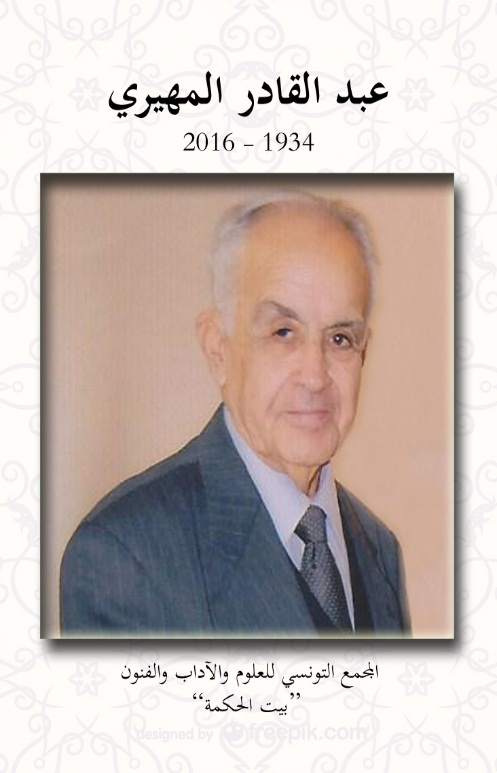 عبد القادر المهيري
1934 - 2016
المجمع التونسي للعلوم والآداب والفنون
”بيت الحكمة“
designed by freepik.com